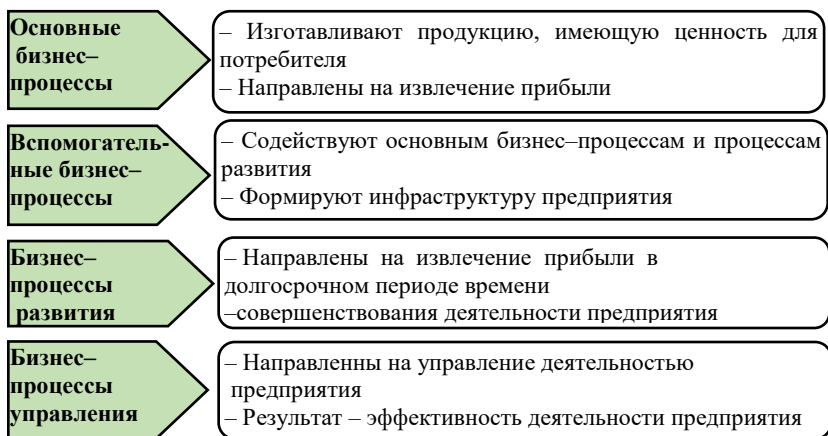 Основные
бизнес–
процессы
– Изготавливают продукцию, имеющую ценность для
потребителя
– Направлены на извлечение прибыли
Вспомогатель-
ные бизнес–
процессы
– Содействуют основным бизнес–процессам и процессам
развития
– Формируют инфраструктуру предприятия
Бизнес–
процессы
развития
– Направлены на извлечение прибыли в
долгосрочном периоде времени
–совершенствования деятельности предприятия
Бизнес–
процессы
управления
– Направленны на управление деятельностью
предприятия
– Результат – эффективность деятельности предприятия